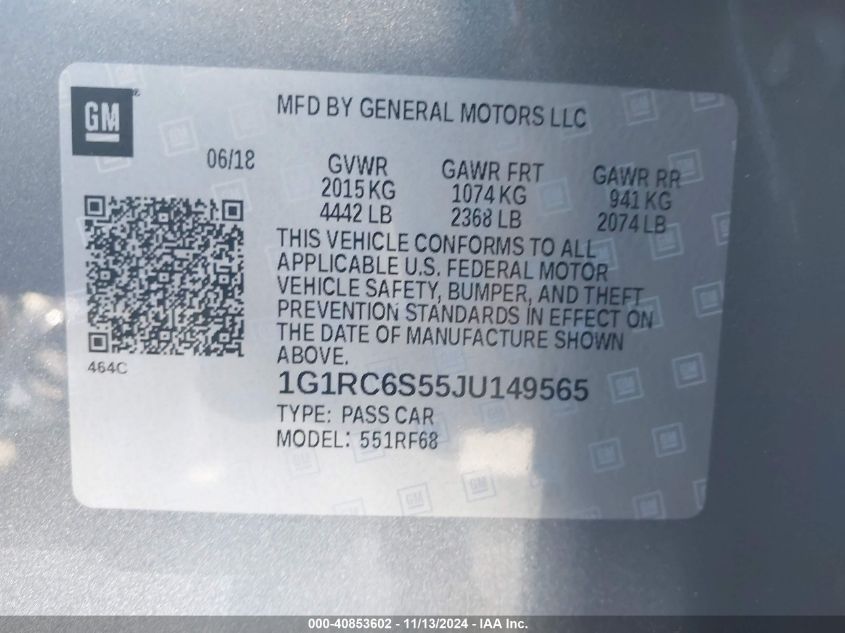 GM
MFD BY GENERAL MOTORS LLC
06/18
GVWR GAWR FRT GAWR RR
2015 KG 1074 KG 941 KG
4442 LB 2368 LB 2074 LB
THIS VEHICLE CONFORMS TO ALL
APPLICABLE U.S. FEDERAL MOTOR
VEHICLE SAFETY, BUMPER, AND THEFT
PREVENTION STANDARDS IN EFFECT ON
THE DATE OF MANUFACTURE SHOWN
ABOVE.
464C
1G1RC6S55JU149565
TYPE: PASS CAR
MODEL: 551RF68
000-40853602 - 11/13/2024 - IAA Inc.